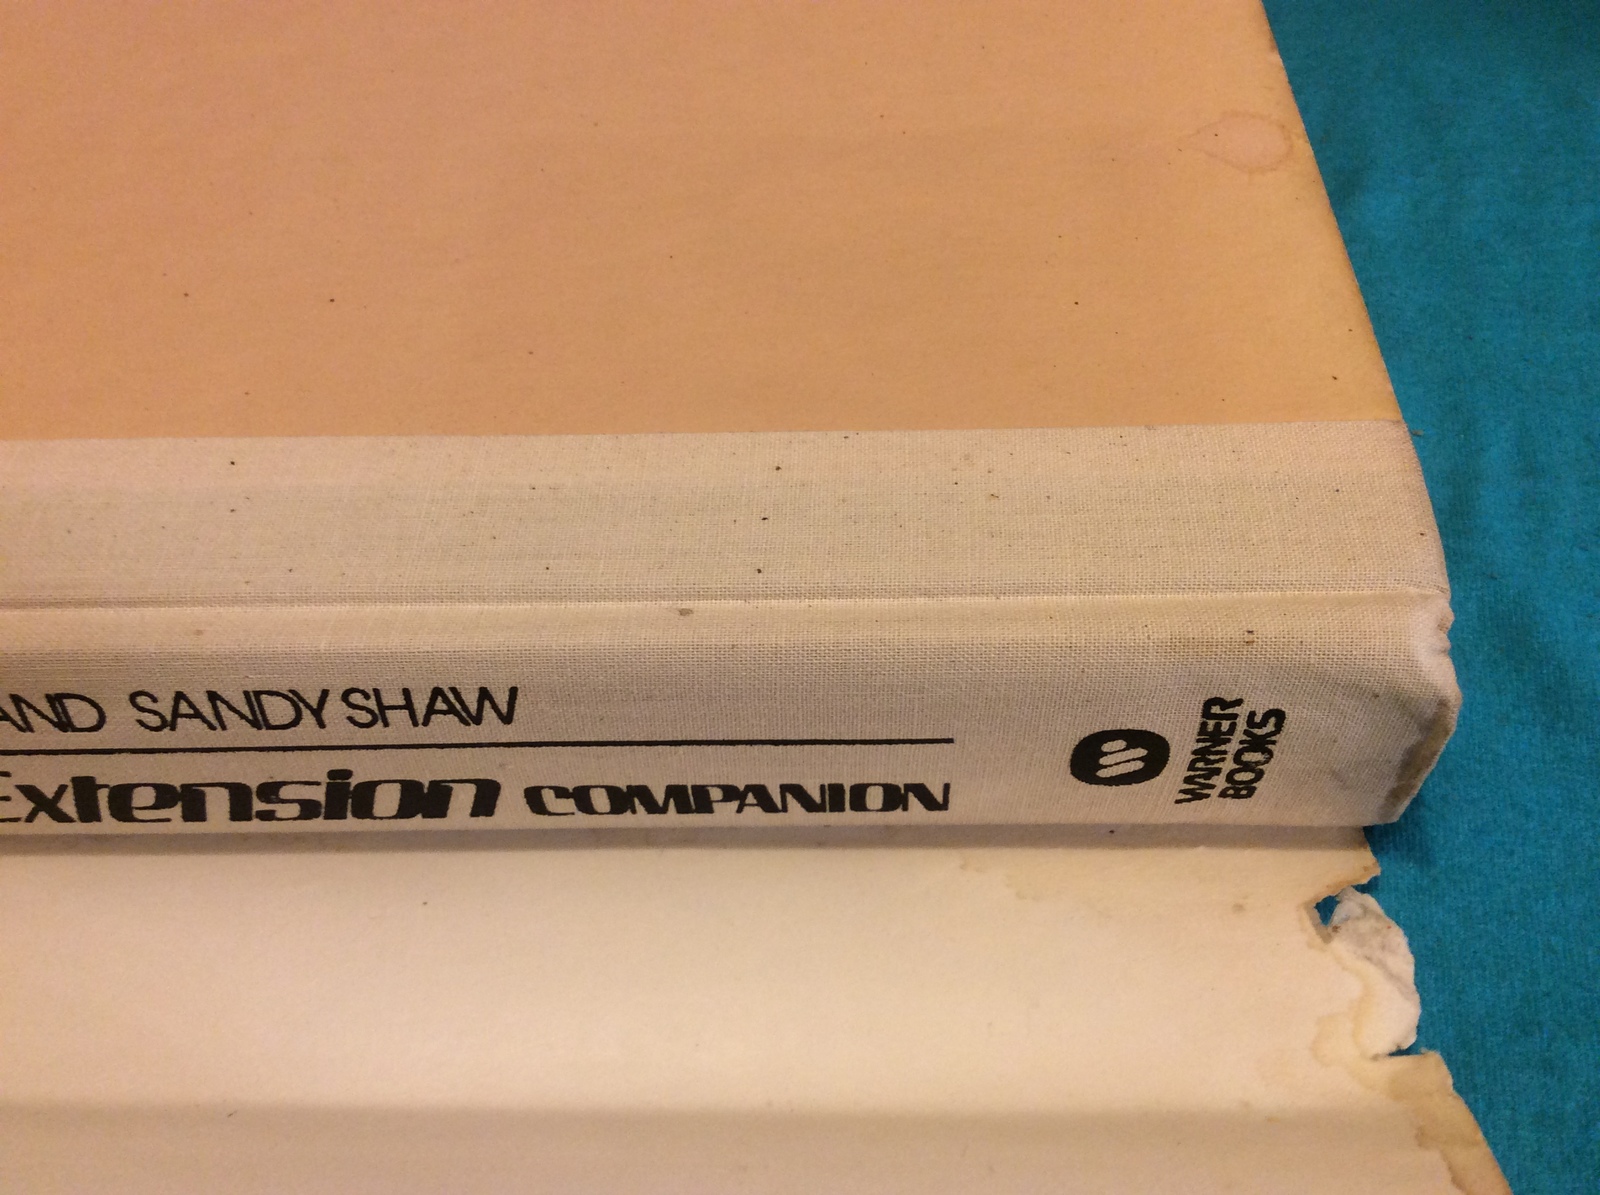 AND SANDY SHAW
Extension COMPANION
WARNER
BOOKS